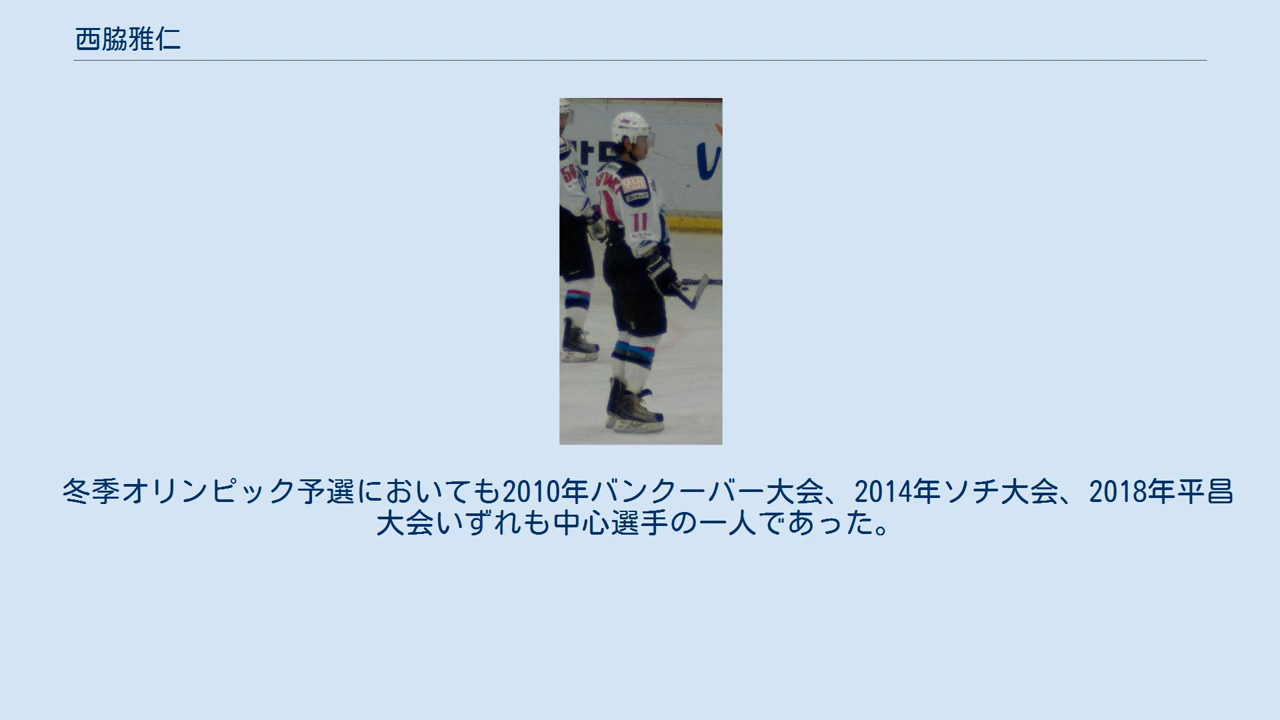 西脇雅仁
11
冬季オリンピック予選においても2010年バンクーバー大会、2014年ソチ大会、2018年平昌
大会いずれも中心選手の一人であった。